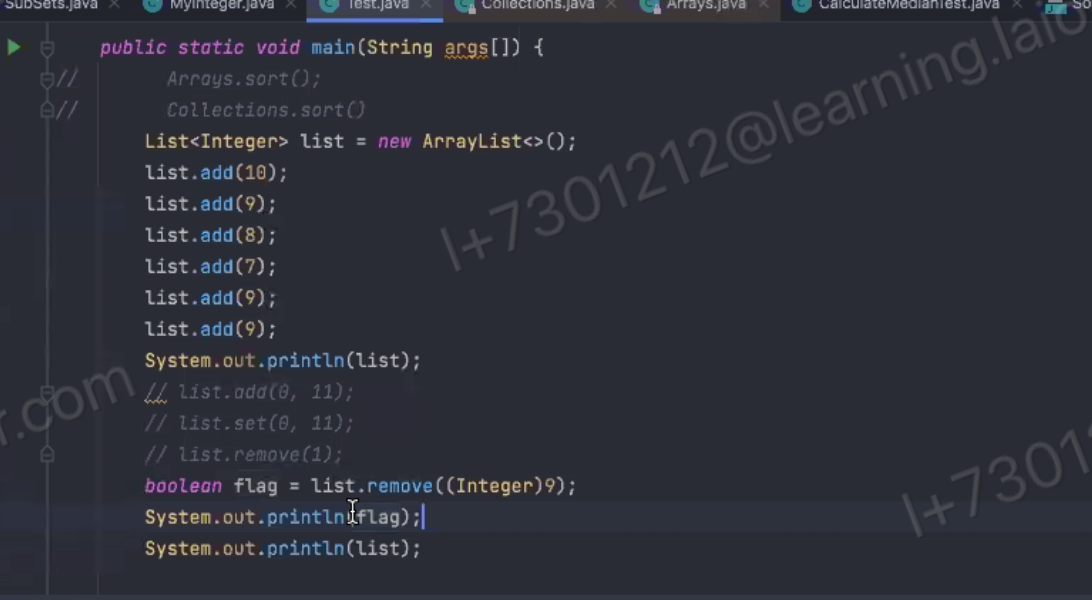 SubSets.java × MyInteger.java × Test.java × Collections.java × Arrays.java × CalculateMedianTest.java × So
public static void main(String args[]) {
// Arrays.sort();
// Collections.sort()
List<Integer> list = new ArrayList<>();
list.add(10);
list.add(9);
list.add(8);
list.add(7);
list.add(9);
list.add(9);
System.out.println(list);
// list.add(0, 11);
// list.set(0, 11);
// list.remove(1);
boolean flag = list.remove((Integer)9);
System.out.println(flag);
System.out.println(list);
l+7301212@learning.laio
r.com
l+7301